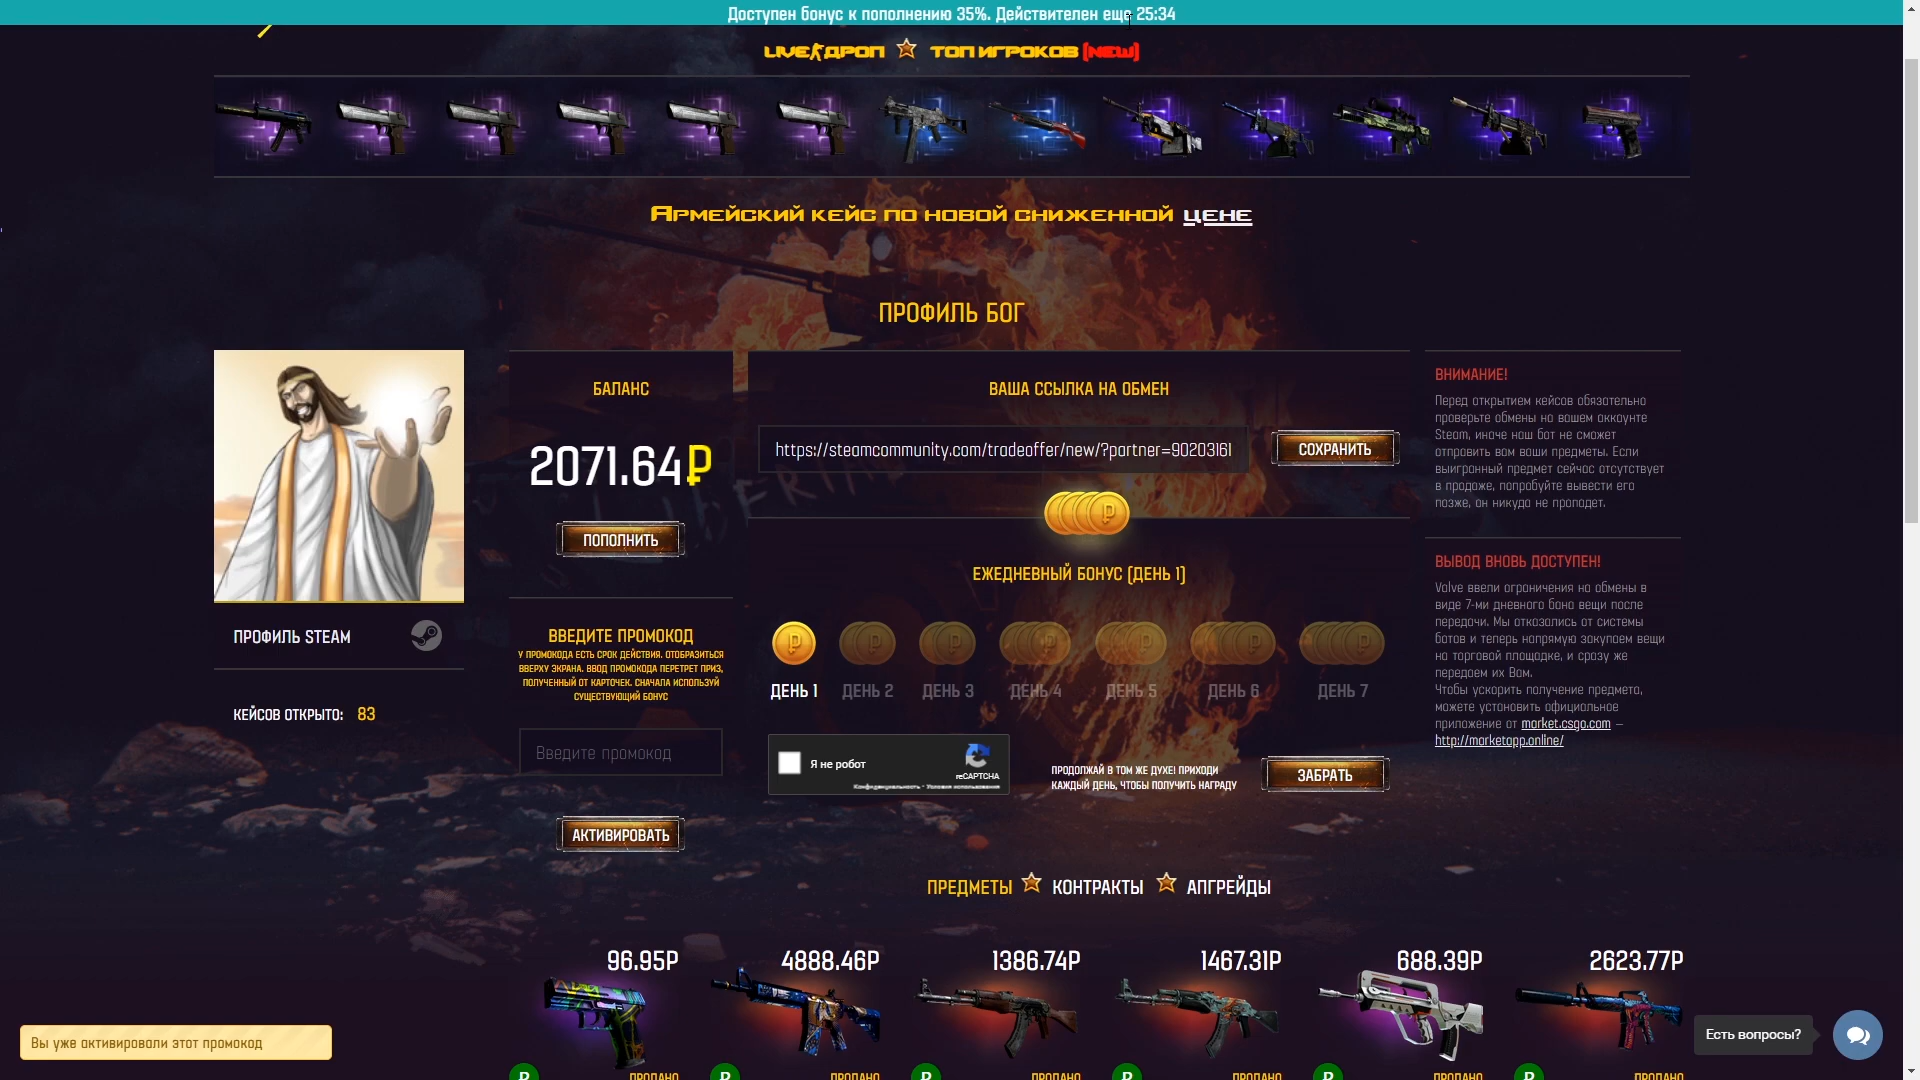 Доступен бонус к пополнению 35%. Действителен еще 25:34
LIVE ДРОП ТОП ИГРОКОВ (NEW)
Армейский кейс по новой сниженной цене
ПРОФИЛЬ БОГ
БАЛАНС
2071.64₽
ПОПОЛНИТЬ
ВАША ССЫЛКА НА ОБМЕН
https://steamcommunity.com/tradeoffer/new/?partner=90203161
СОХРАНИТЬ
ВНИМАНИЕ!
Перед открытием кейсов обязательно
проверьте обмены на вашем аккаунте
Steam, иначе наш бот не сможет
отправить вам ваши предметы. Если
выигранный предмет сейчас отсутствует
в продаже, попробуйте вывести его
позже, он никуда не пропадет.
ВЫВОД ВНОВЬ ДОСТУПЕН!
Valve ввели ограничения на обмены в
виде 7-ми дневного бана вещи после
передачи. Мы отказались от системы
ботов и теперь напрямую закупаем вещи
на торговой площадке, и сразу же
передаем их Вам.
Чтобы ускорить получение предмета,
можете установить официальное
приложение от market.csgo.com –
http://marketapp.online/
ПРОФИЛЬ STEAM
КЕЙСОВ ОТКРЫТО: 83
ВВЕДИТЕ ПРОМОКОД
У ПРОМОКОДА ЕСТЬ СРОК ДЕЙСТВИЯ. ОТОБРАЗИТЬСЯ
ВВЕРХУ ЭКРАНА. ВВОД ПРОМОКОДА ПЕРЕТРЕТ ПРИЗ,
ПОЛУЧЕННЫЙ ОТ КАРТОЧЕК. СНАЧАЛА ИСПОЛЬЗУЙ
СУЩЕСТВУЮЩИЙ БОНУС
Введите промокод
АКТИВИРОВАТЬ
ЕЖЕДНЕВНЫЙ БОНУС (ДЕНЬ 1)
ДЕНЬ 1 ДЕНЬ 2 ДЕНЬ 3 ДЕНЬ 4 ДЕНЬ 5 ДЕНЬ 6 ДЕНЬ 7
Я не робот
reCAPTCHA
Конфиденциальность - Условия использования
ПРОДОЛЖАЙ В ТОМ ЖЕ ДУХЕ! ПРИХОДИ
КАЖДЫЙ ДЕНЬ, ЧТОБЫ ПОЛУЧИТЬ НАГРАДУ
ЗАБРАТЬ
ПРЕДМЕТЫ КОНТРАКТЫ АПГРЕЙДЫ
96.95Р 4888.46Р 1386.74Р 1467.31Р 688.39Р 2623.77Р
Р ПРОДАНО Р ПРОДАНО Р ПРОДАНО Р ПРОДАНО Р ПРОДАНО Р ПРОДАНО
Вы уже активировали этот промокод
Есть вопросы?